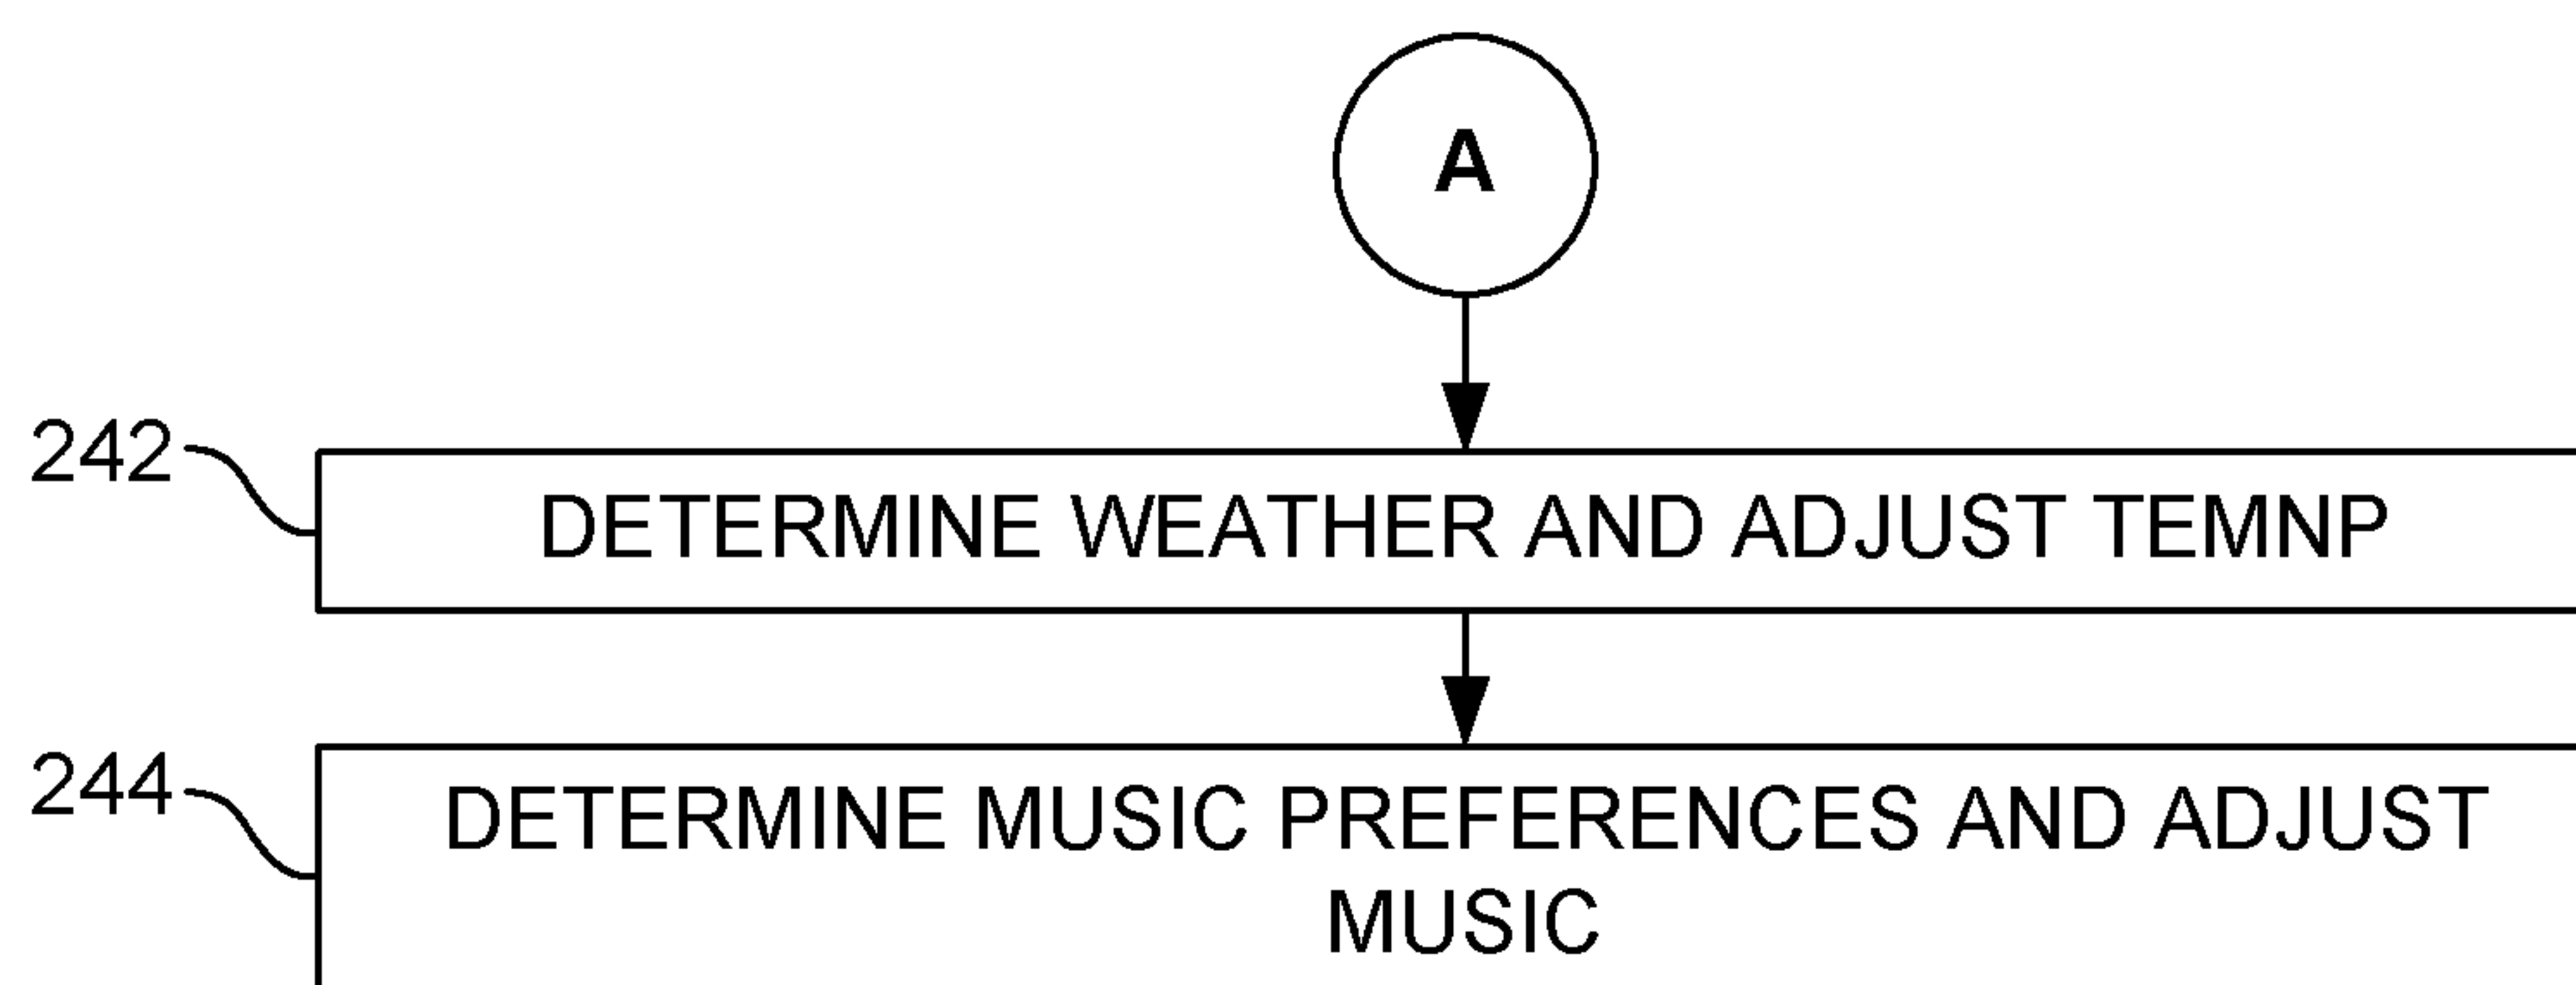 A
242
DETERMINE WEATHER AND ADJUST TEMNP
244
DETERMINE MUSIC PREFERENCES AND ADJUST
MUSIC